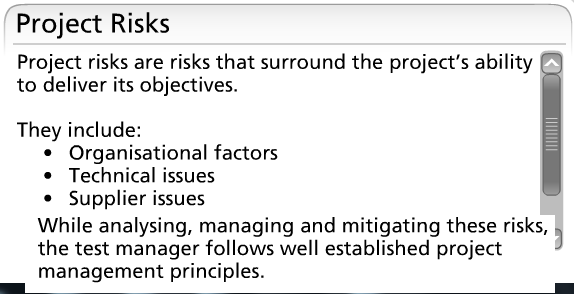 Project Risks
Project risks are risks that surround the project's ability
to deliver its objectives.
They include:
• Organisational factors
• Technical issues
• Supplier issues
While analysing, managing and mitigating these risks,
the test manager follows well established project
management principles.